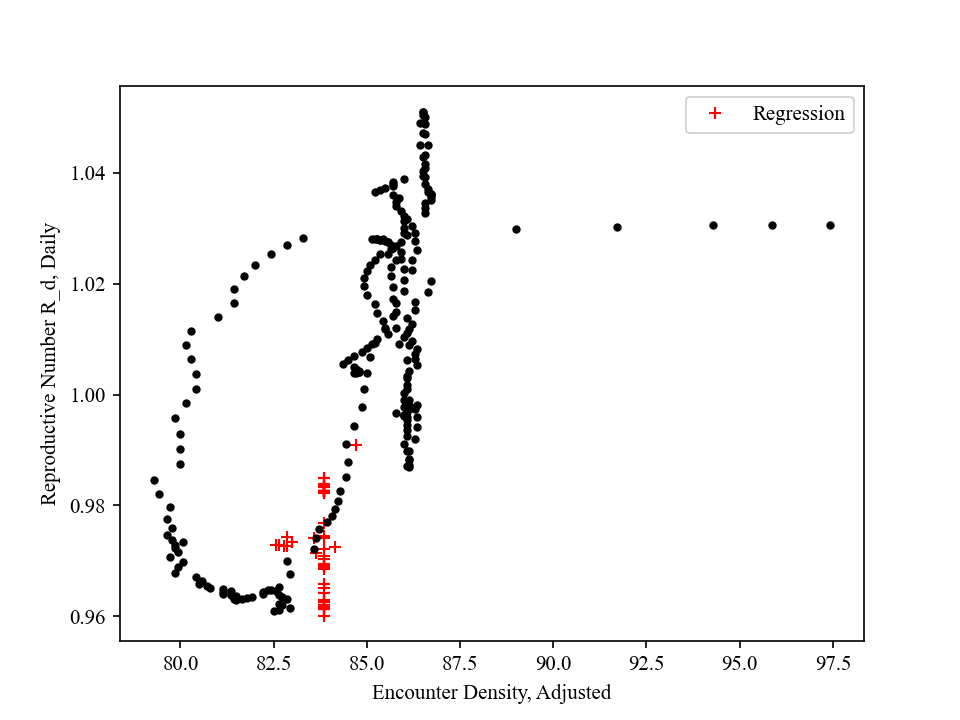 Regression
1.04
1.02
1.00
0.98
0.96
Reproductive Number R_d, Daily
80.0 82.5 85.0 87.5 90.0 92.5 95.0 97.5
Encounter Density, Adjusted